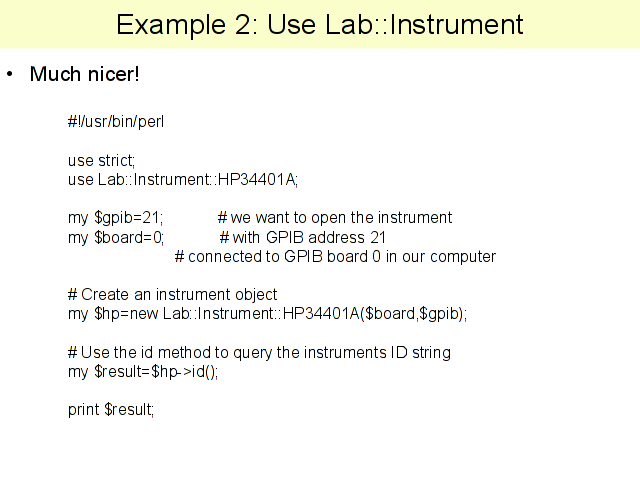 Example 2: Use Lab::Instrument
• Much nicer!
#!/usr/bin/perl
use strict;
use Lab::Instrument::HP34401A;
my $gpib=21; # we want to open the instrument
my $board=0; # with GPIB address 21
# connected to GPIB board 0 in our computer
# Create an instrument object
my $hp=new Lab::Instrument::HP34401A($board,$gpib);
# Use the id method to query the instruments ID string
my $result=$hp->id();
print $result;